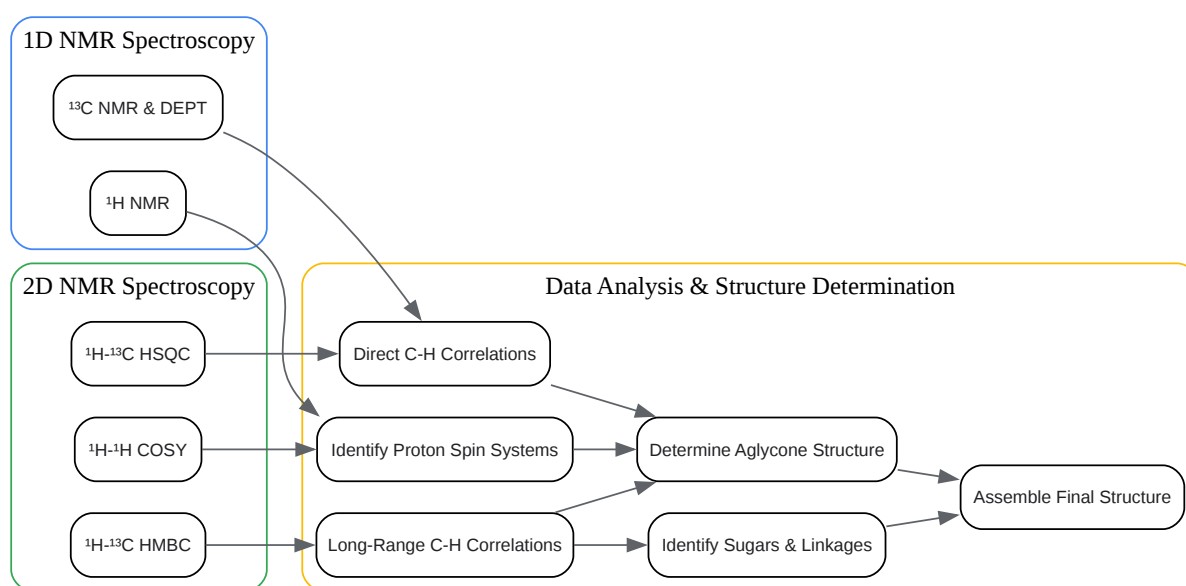 1D NMR Spectroscopy
¹³C NMR & DEPT
¹H NMR
2D NMR Spectroscopy
¹H-¹³C HSQC
¹H-¹H COSY
¹H-¹³C HMBC
Data Analysis & Structure Determination
Direct C-H Correlations
Identify Proton Spin Systems
Determine Aglycone Structure
Long-Range C-H Correlations
Identify Sugars & Linkages
Assemble Final Structure